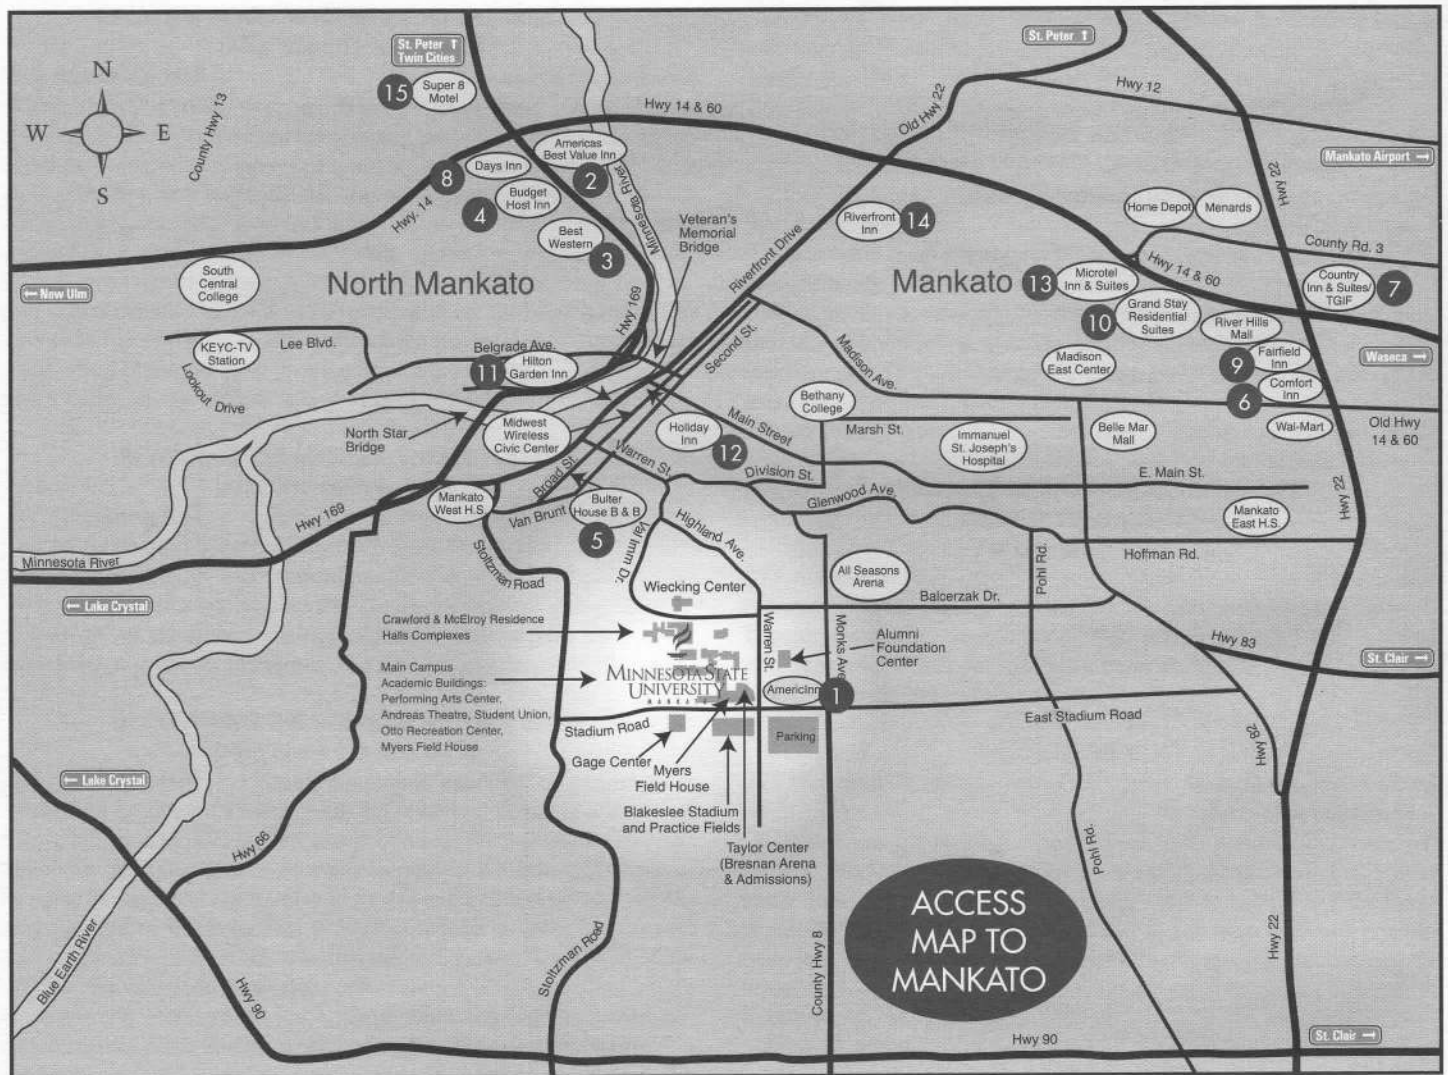 St. Peter ↑
Twin Cities
St. Peter ↑
15
Super 8
Motel
N
W
E
S
County Hwy 13
Hwy 14 & 60
Old Hwy 22
Hwy 12
Mankato Airport →
Hwy 22
Americas
Best Value Inn
2
8
Days Inn
4
Budget
Host Inn
Best
Western
3
Minnesota River
Hwy. 14
Veteran's
Memorial
Bridge
Riverfront
Inn
14
Riverfront Drive
Home Depot
Menards
County Rd. 3
Hwy 14 & 60
South
Central
College
← New Ulm
North Mankato
Mankato
13
Microtel
Inn & Suites
Country
Inn & Suites/
TGIF
7
10
Grand Stay
Residential
Suites
River Hills
Mall
Hwy 169
Second St.
KEYC-TV
Station
Lee Blvd.
Lookout Drive
Belgrade Ave.
11
Hilton
Garden Inn
Madison Ave.
Madison
East Center
9
Fairfield
Inn
Waseca →
6
Comfort
Inn
Wal-Mart
Old Hwy
14 & 60
Bethany
College
North Star
Bridge
Midwest
Wireless
Civic Center
Holiday
Inn
12
Main Street
Marsh St.
Immanuel
St. Joseph's
Hospital
Belle Mar
Mall
Warren St.
Division St.
E. Main St.
Broad St.
Glenwood Ave.
Hwy 22
Mankato
West H.S.
Van Brunt
Bulter
House B & B
5
Highland Ave.
Val Imm Dr.
Mankato
East H.S.
Hwy 169
Minnesota River
Stoltzman Road
Pohl Rd.
Hoffman Rd.
All Seasons
Arena
Wiecking Center
Balcerzak Dr.
← Lake Crystal
Crawford & McElroy Residence
Halls Complexes
Warren St.
Monks Ave.
Alumni
Foundation
Center
Hwy 83
St. Clair →
Main Campus
Academic Buildings:
Performing Arts Center,
Andreas Theatre, Student Union,
Otto Recreation Center,
Myers Field House
MINNESOTA STATE
UNIVERSITY
MANKATO
AmericInn
1
East Stadium Road
Stadium Road
Parking
Hwy 82
Gage Center
Myers
Field House
← Lake Crystal
Blakeslee Stadium
and Practice Fields
Taylor Center
(Bresnan Arena
& Admissions)
Hwy 66
Pohl Rd.
ACCESS
MAP TO
MANKATO
Blue Earth River
Hwy 90
Stoltzman Road
County Hwy 8
Hwy 22
Hwy 90
St. Clair →